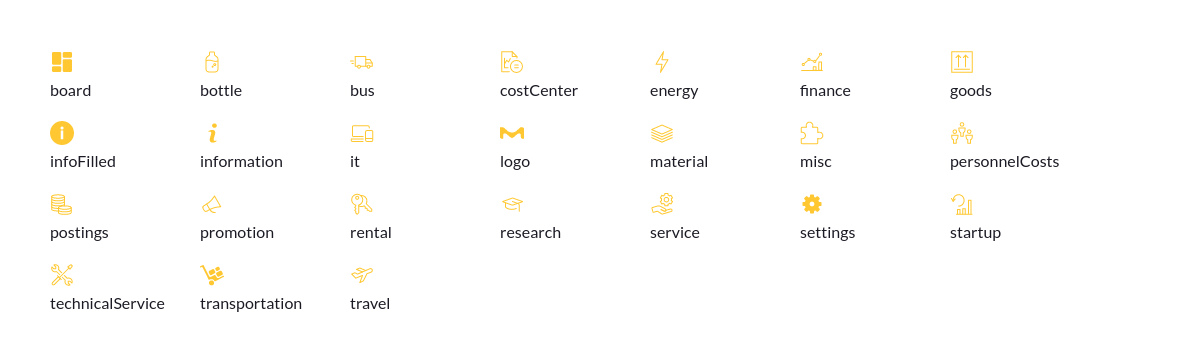 board bottle bus costCenter energy finance goods
infoFilled information it logo material misc personnelCosts
postings promotion rental research service settings startup
technicalService transportation travel